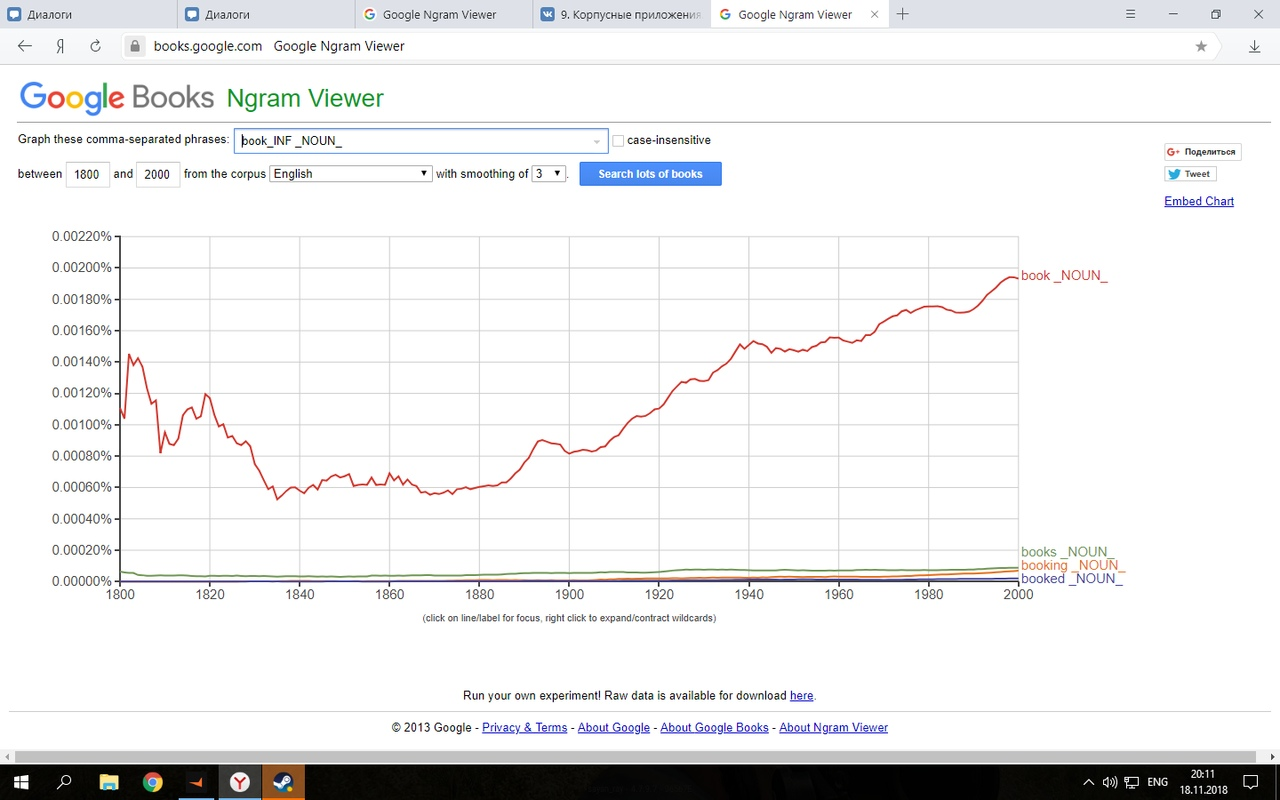 Диалоги
Диалоги
Google Ngram Viewer
9. Корпусные приложения
Google Ngram Viewer
books.google.com Google Ngram Viewer
Google Books Ngram Viewer
Graph these comma-separated phrases: book_INF _NOUN_ case-insensitive
between 1800 and 2000 from the corpus English with smoothing of 3 . Search lots of books
G+ Поделиться
Tweet
Embed Chart
0.00220%
0.00200%
0.00180%
0.00160%
0.00140%
0.00120%
0.00100%
0.00080%
0.00060%
0.00040%
0.00020%
0.00000%
1800 1820 1840 1860 1880 1900 1920 1940 1960 1980 2000
book _NOUN_
books _NOUN_
booking _NOUN_
booked _NOUN_
(click on line/label for focus, right click to expand/contract wildcards)
Run your own experiment! Raw data is available for download here.
© 2013 Google - Privacy & Terms - About Google - About Google Books - About Ngram Viewer
ENG
20:11
18.11.2018